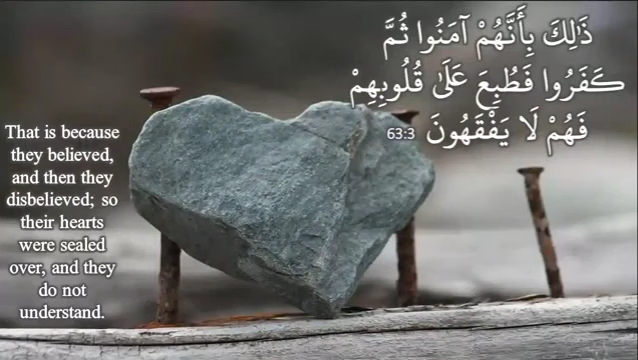 ذَٰلِكَ بِأَنَّهُمْ آمَنُوا ثُمَّ
كَفَرُوا فَطُبِعَ عَلَىٰ قُلُوبِهِمْ
فَهُمْ لَا يَفْقَهُونَ 63:3
That is because
they believed,
and then they
disbelieved; so
their hearts
were sealed
over, and they
do not
understand.